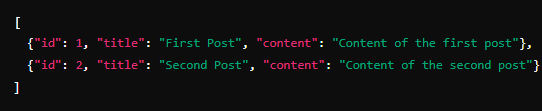 [
{"id": 1, "title": "First Post", "content": "Content of the first post"},
{"id": 2, "title": "Second Post", "content": "Content of the second post"}
]